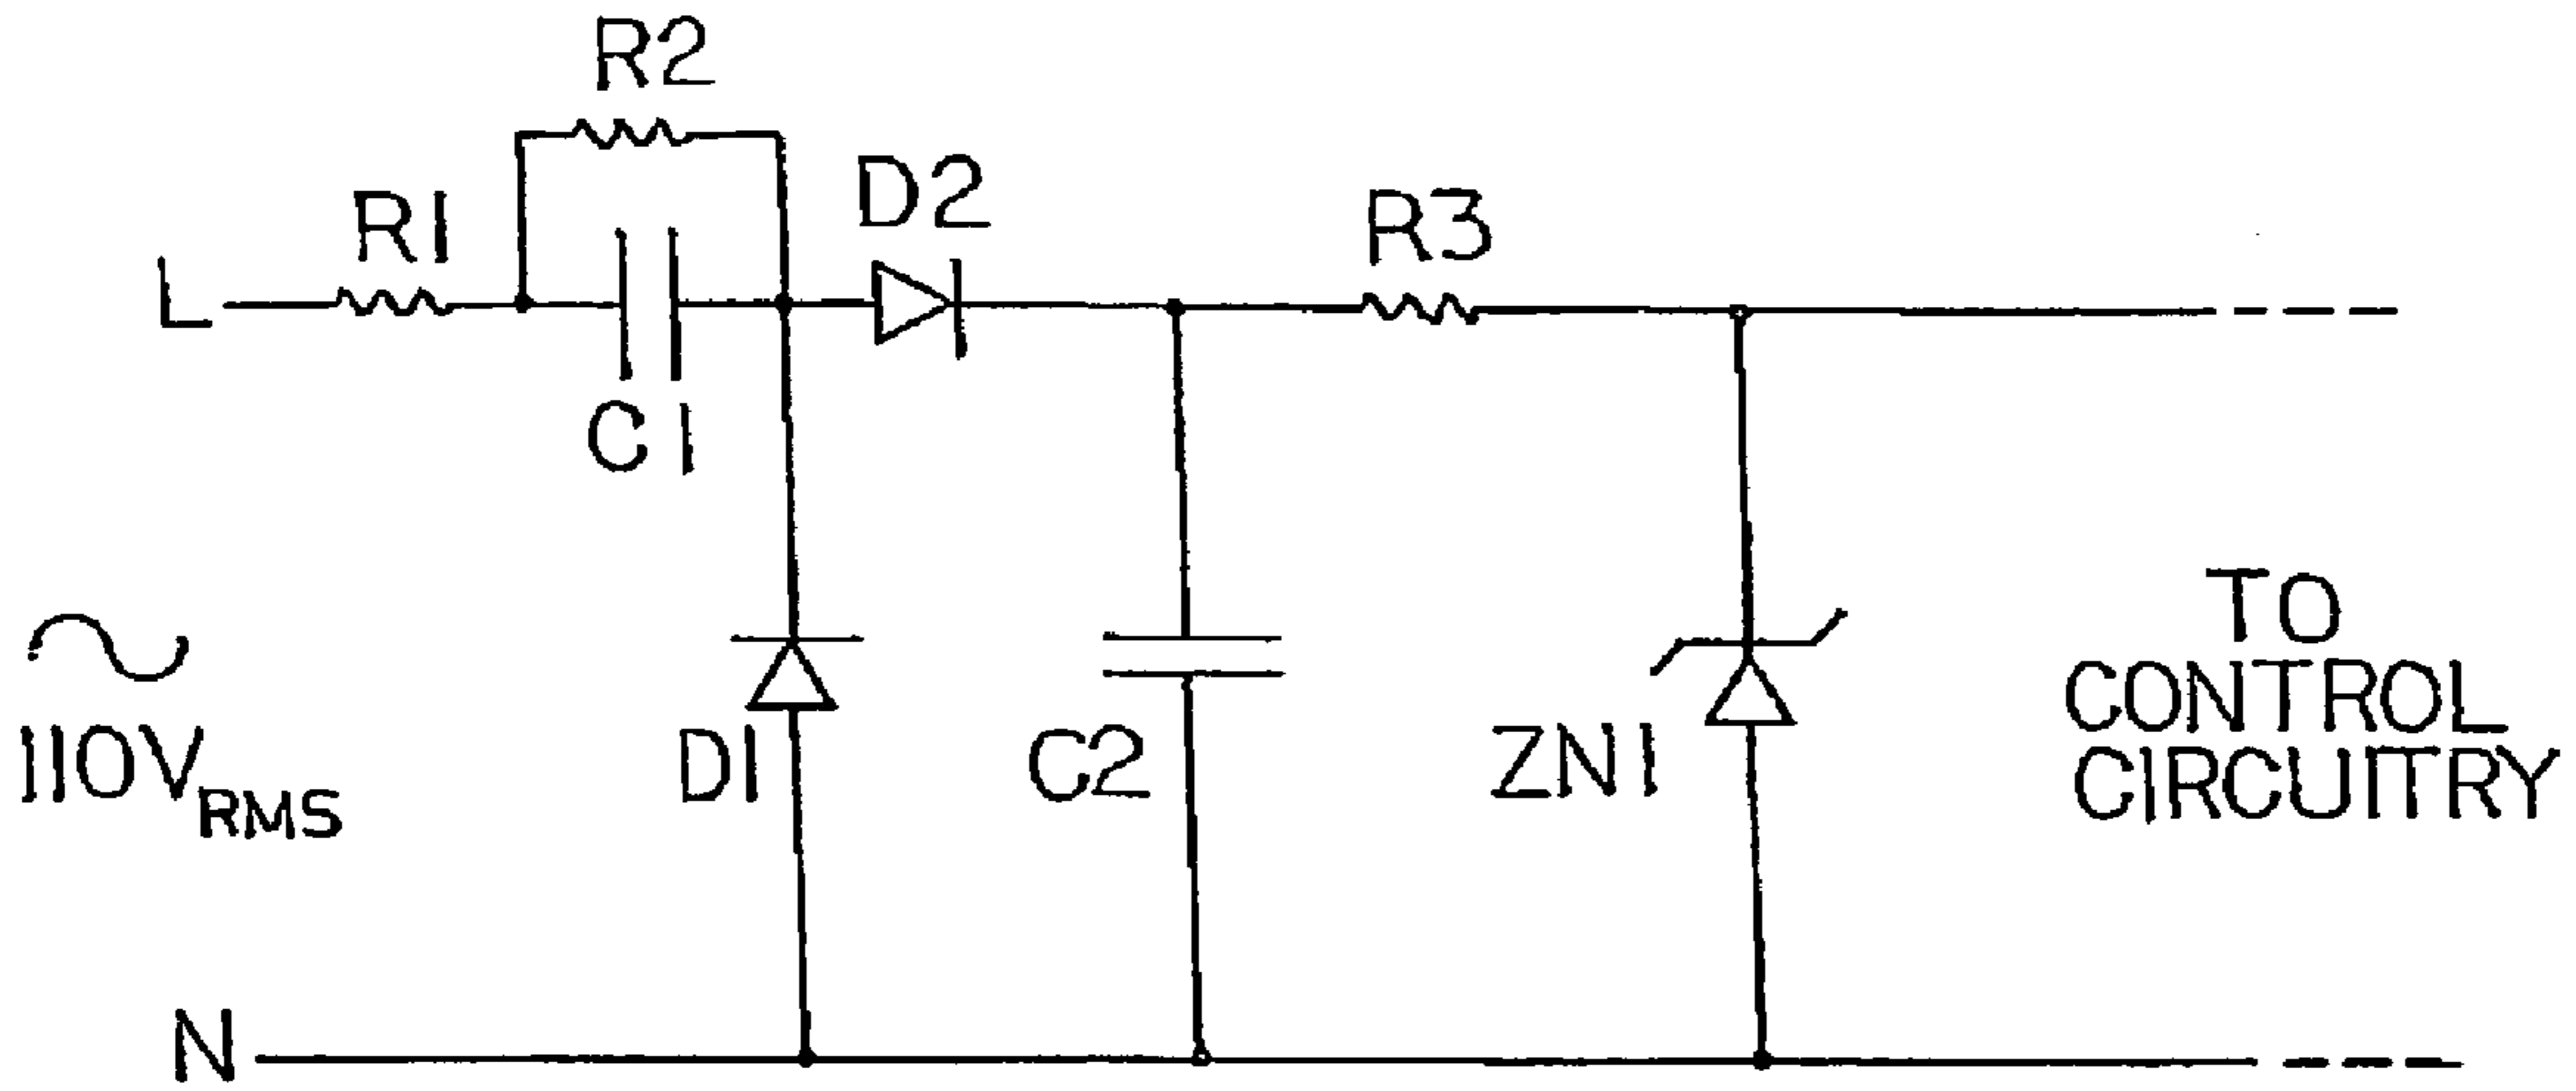 R2
D2
R1
R3
L
C1
TO
CONTROL
CIRCUITRY
110VRMS
D1
C2
ZN1
N